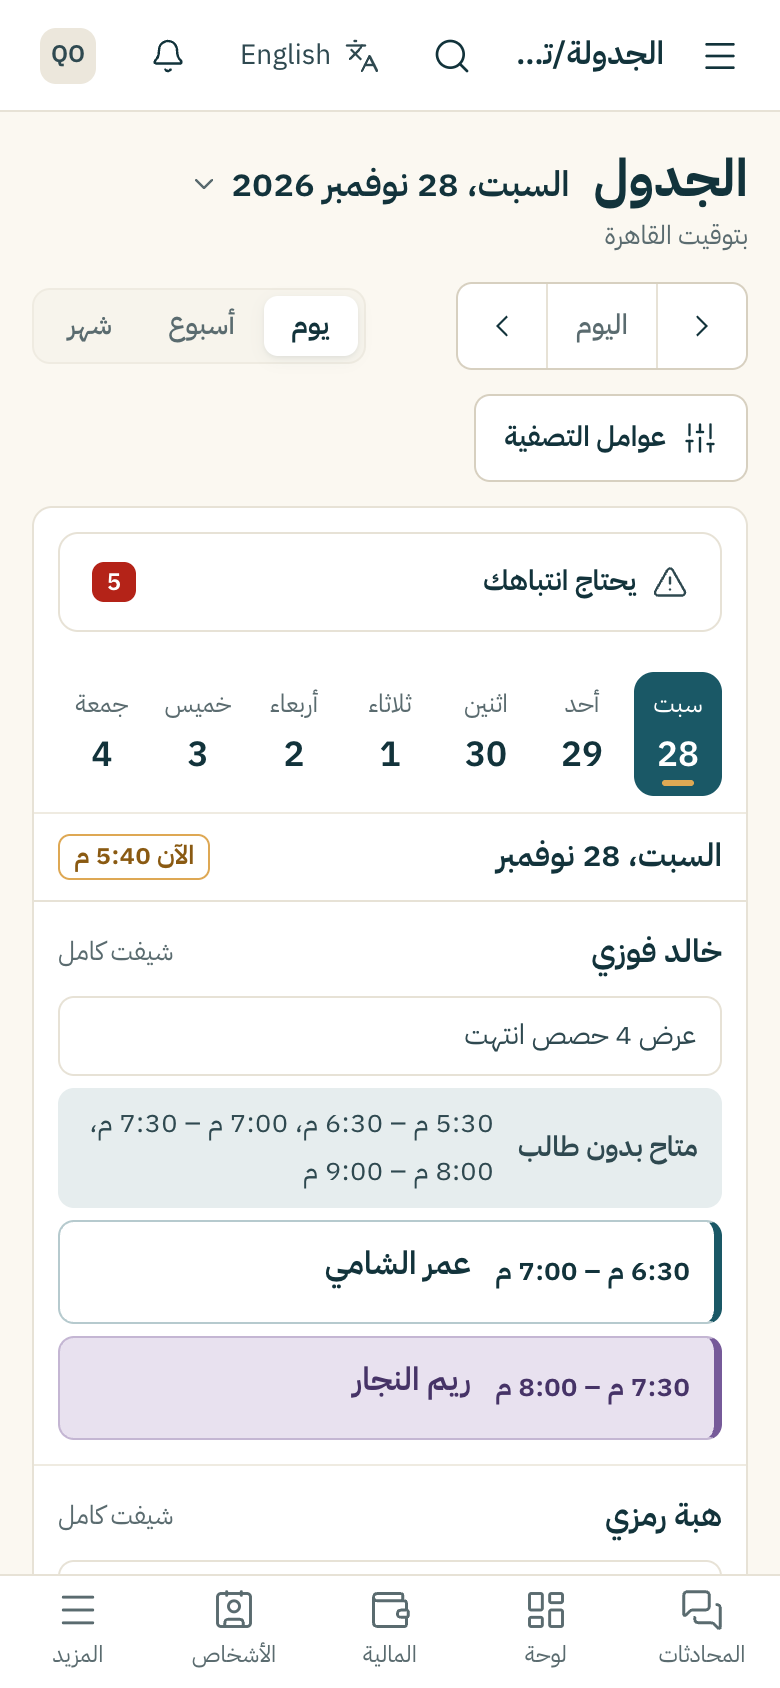 الجدولة/ت...
English
QO
الجدول السبت، 28 نوفمبر 2026
بتوقيت القاهرة
اليوم
يوم أسبوع شهر
عوامل التصفية
يحتاج انتباهك 5
سبت أحد اثنين ثلاثاء أربعاء خميس جمعة
28 29 30 1 2 3 4
السبت، 28 نوفمبر
الآن 5:40 م
خالد فوزي شيفت كامل
عرض 4 حصص انتهت
متاح بدون طالب
5:30 م – 6:30 م، 7:00 م – 7:30 م،
8:00 م – 9:00 م
6:30 م – 7:00 م عمر الشامي
7:30 م – 8:00 م ريم النجار
هبة رمزي شيفت كامل
المحادثات لوحة المالية الأشخاص المزيد